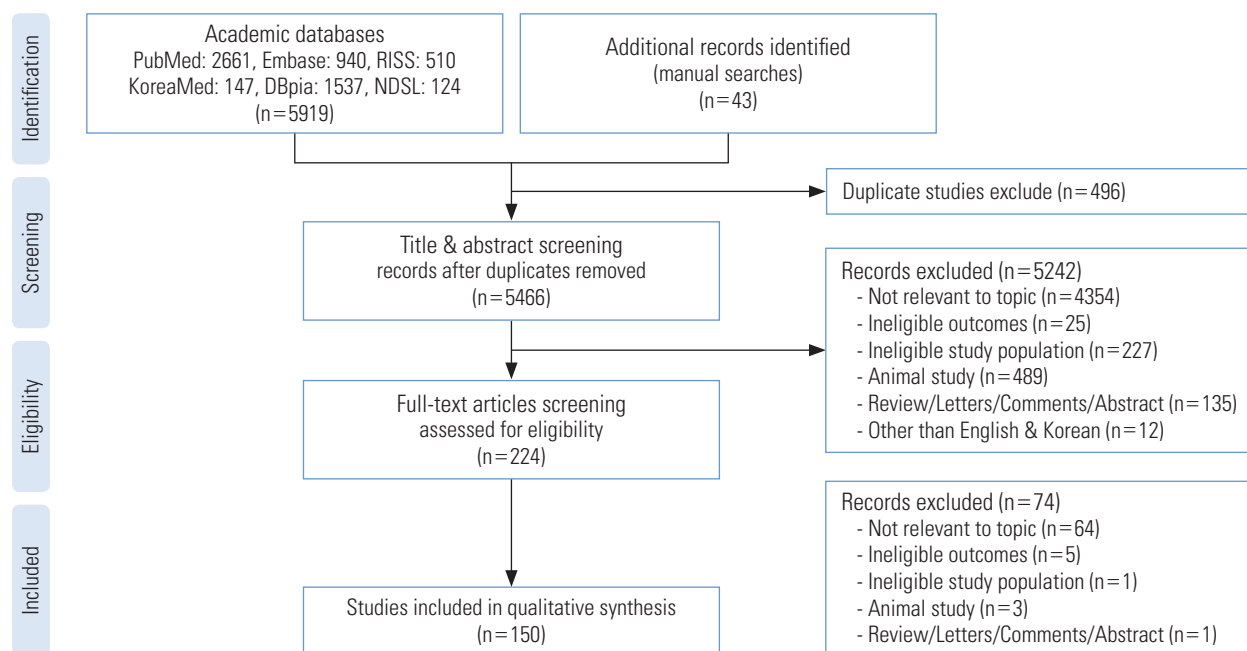 Identification
Academic databases
PubMed: 2661, Embase: 940, RISS: 510
KoreaMed: 147, DBpia: 1537, NDSL: 124
(n=5919)
Additional records identified
(manual searches)
(n=43)
Duplicate studies exclude (n=496)
Screening
Title & abstract screening
records after duplicates removed
(n=5466)
Records excluded (n=5242)
- Not relevant to topic (n=4354)
- Ineligible outcomes (n=25)
- Ineligible study population (n=227)
- Animal study (n=489)
- Review/Letters/Comments/Abstract (n=135)
- Other than English & Korean (n=12)
Eligibility
Full-text articles screening
assessed for eligibility
(n=224)
Records excluded (n=74)
- Not relevant to topic (n=64)
- Ineligible outcomes (n=5)
- Ineligible study population (n=1)
- Animal study (n=3)
- Review/Letters/Comments/Abstract (n=1)
Included
Studies included in qualitative synthesis
(n=150)